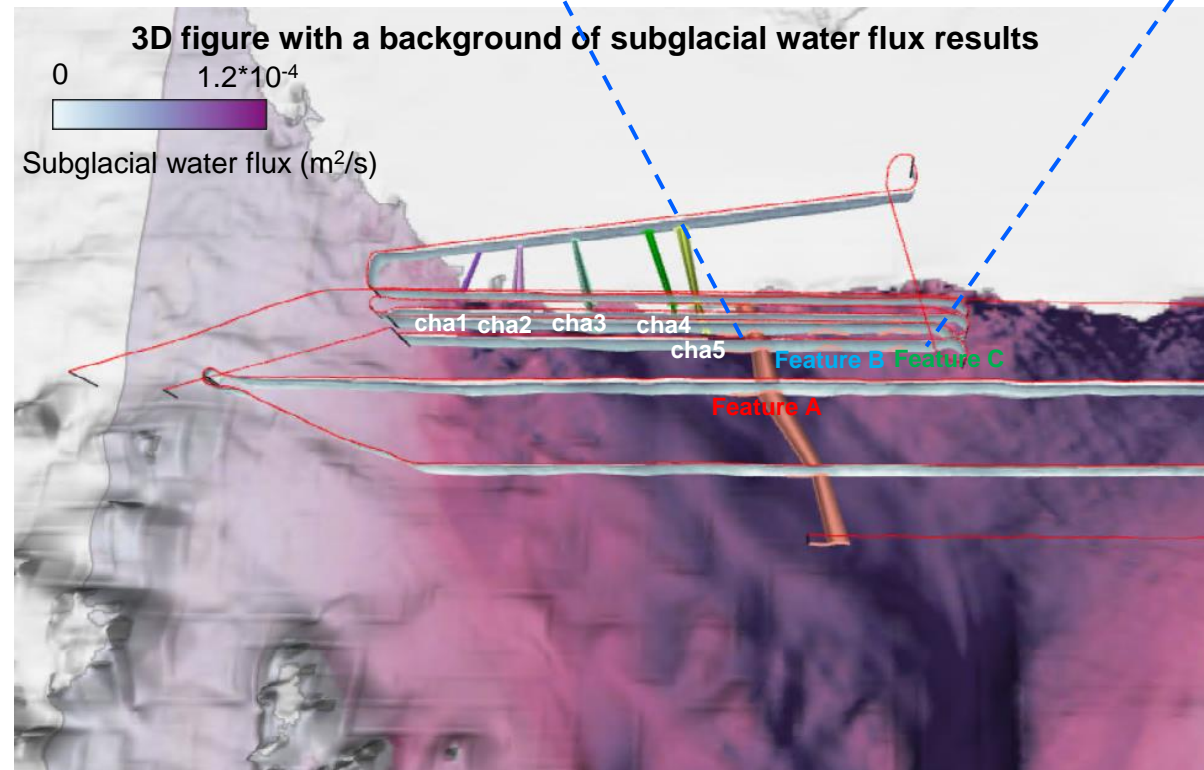 3D figure with a background of subglacial water flux results
0 1.2*10⁻⁴
Subglacial water flux (m²/s)
cha1 cha2 cha3 cha4
cha5
Feature B Feature C
Feature A